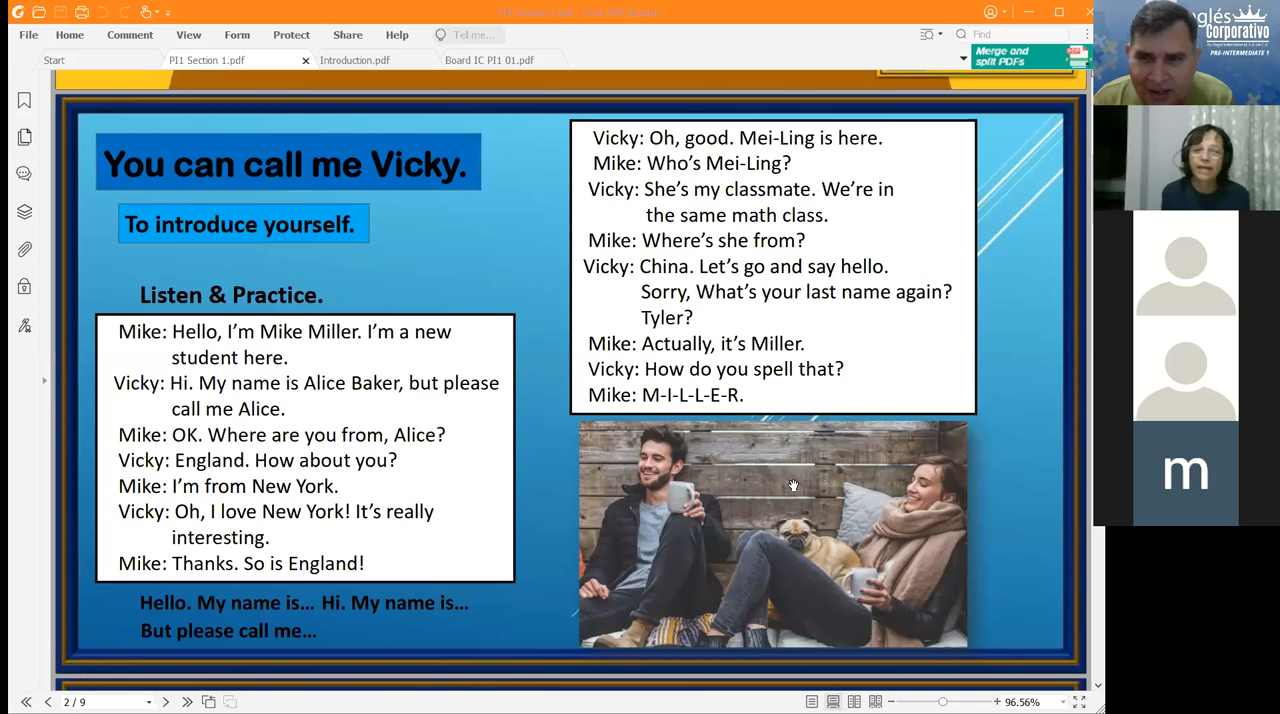 PI1 Section 1.pdf - Foxit PDF Reader
File Home Comment View Form Protect Share Help Tell me... Find
Start PI1 Section 1.pdf × Introduction.pdf Board IC PI1 01.pdf
Merge and
split PDFs
Inglés
Corporativo
PRE-INTERMEDIATE 1
You can call me Vicky.
To introduce yourself.
Listen & Practice.
Mike: Hello, I'm Mike Miller. I'm a new
student here.
Vicky: Hi. My name is Alice Baker, but please
call me Alice.
Mike: OK. Where are you from, Alice?
Vicky: England. How about you?
Mike: I'm from New York.
Vicky: Oh, I love New York! It's really
interesting.
Mike: Thanks. So is England!
Hello. My name is... Hi. My name is...
But please call me...
Vicky: Oh, good. Mei-Ling is here.
Mike: Who's Mei-Ling?
Vicky: She's my classmate. We're in
the same math class.
Mike: Where's she from?
Vicky: China. Let's go and say hello.
Sorry, What's your last name again?
Tyler?
Mike: Actually, it's Miller.
Vicky: How do you spell that?
Mike: M-I-L-L-E-R.
m
2 / 9
96.56%